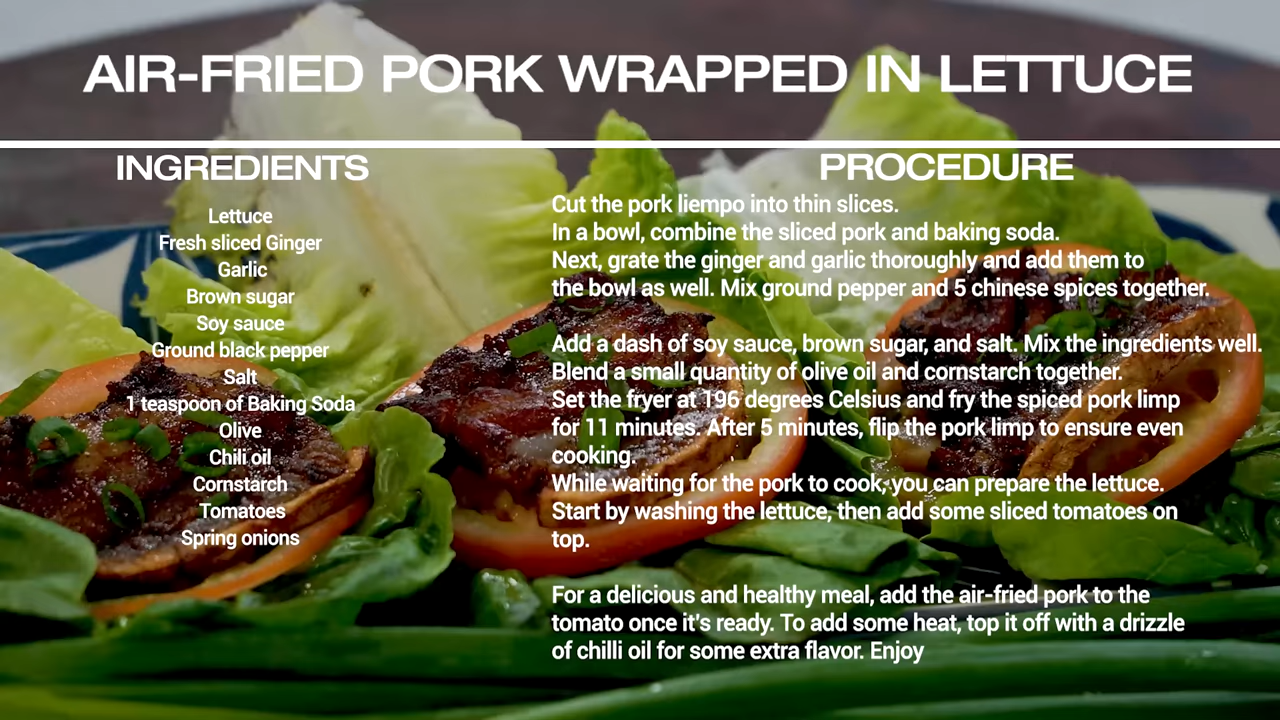 AIR-FRIED PORK WRAPPED IN LETTUCE
INGREDIENTS
Lettuce
Fresh sliced Ginger
Garlic
Brown sugar
Soy sauce
Ground black pepper
Salt
1 teaspoon of Baking Soda
Olive
Chili oil
Cornstarch
Tomatoes
Spring onions
PROCEDURE
Cut the pork liempo into thin slices.
In a bowl, combine the sliced pork and baking soda.
Next, grate the ginger and garlic thoroughly and add them to
the bowl as well. Mix ground pepper and 5 chinese spices together.
Add a dash of soy sauce, brown sugar, and salt. Mix the ingredients well.
Blend a small quantity of olive oil and cornstarch together.
Set the fryer at 196 degrees Celsius and fry the spiced pork limp
for 11 minutes. After 5 minutes, flip the pork limp to ensure even
cooking.
While waiting for the pork to cook, you can prepare the lettuce.
Start by washing the lettuce, then add some sliced tomatoes on
top.
For a delicious and healthy meal, add the air-fried pork to the
tomato once it's ready. To add some heat, top it off with a drizzle
of chilli oil for some extra flavor. Enjoy